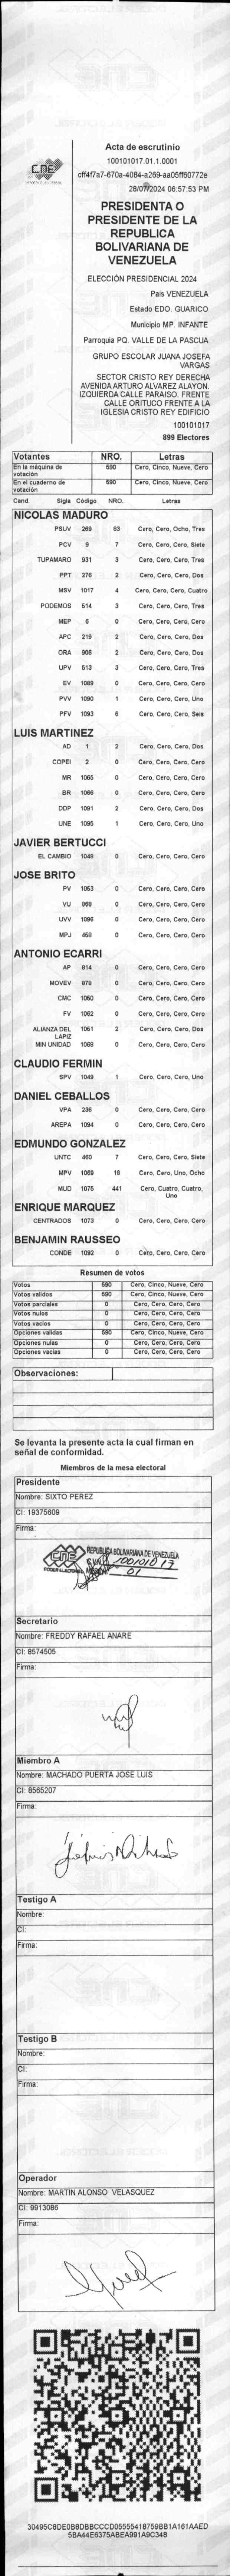 Acta de escrutinio
100101017.01.1.0001
cff4f7a7-670a-4084-a269-aa05ff60772e
28/07/2024 06:57:53 PM
CNE
PRESIDENTA O
PRESIDENTE DE LA
REPUBLICA
BOLIVARIANA DE
VENEZUELA
ELECCIÓN PRESIDENCIAL 2024
Pais VENEZUELA
Estado EDO. GUARICO
Municipio MP. INFANTE
Parroquia PQ. VALLE DE LA PASCUA
GRUPO ESCOLAR JUANA JOSEFA
VARGAS
SECTOR CRISTO REY DERECHA
AVENIDA ARTURO ALVAREZ ALAYON.
IZQUIERDA CALLE PARAISO. FRENTE
CALLE ORITUCO FRENTE A LA
IGLESIA CRISTO REY EDIFICIO
100101017
899 Electores
Votantes NRO. Letras
En la máquina de votación 590 Cero, Cinco, Nueve, Cero
En el cuaderno de votación 590 Cero, Cinco, Nueve, Cero
Cand. Sigla Código NRO. Letras
NICOLAS MADURO
PSUV 269 83 Cero, Cero, Ocho, Tres
PCV 9 7 Cero, Cero, Cero, Siete
TUPAMARO 931 3 Cero, Cero, Cero, Tres
PPT 276 2 Cero, Cero, Cero, Dos
MSV 1017 4 Cero, Cero, Cero, Cuatro
PODEMOS 514 3 Cero, Cero, Cero, Tres
MEP 6 0 Cero, Cero, Cero, Cero
APC 219 2 Cero, Cero, Cero, Dos
ORA 906 2 Cero, Cero, Cero, Dos
UPV 513 3 Cero, Cero, Cero, Tres
EV 1089 0 Cero, Cero, Cero, Cero
PVV 1090 1 Cero, Cero, Cero, Uno
PFV 1093 6 Cero, Cero, Cero, Seis
LUIS MARTINEZ
AD 1 2 Cero, Cero, Cero, Dos
COPEI 2 0 Cero, Cero, Cero, Cero
MR 1065 0 Cero, Cero, Cero, Cero
BR 1066 0 Cero, Cero, Cero, Cero
DDP 1091 2 Cero, Cero, Cero, Dos
UNE 1095 1 Cero, Cero, Cero, Uno
JAVIER BERTUCCI
EL CAMBIO 1048 0 Cero, Cero, Cero, Cero
JOSE BRITO
PV 1053 0 Cero, Cero, Cero, Cero
VU 968 0 Cero, Cero, Cero, Cero
UVV 1096 0 Cero, Cero, Cero, Cero
MPJ 458 0 Cero, Cero, Cero, Cero
ANTONIO ECARRI
AP 814 0 Cero, Cero, Cero, Cero
MOVEV 978 0 Cero, Cero, Cero, Cero
CMC 1050 0 Cero, Cero, Cero, Cero
FV 1052 0 Cero, Cero, Cero, Cero
ALIANZA DEL LAPIZ 1051 2 Cero, Cero, Cero, Dos
MIN UNIDAD 1068 0 Cero, Cero, Cero, Cero
CLAUDIO FERMIN
SPV 1049 1 Cero, Cero, Cero, Uno
DANIEL CEBALLOS
VPA 236 0 Cero, Cero, Cero, Cero
AREPA 1094 0 Cero, Cero, Cero, Cero
EDMUNDO GONZALEZ
UNTC 460 7 Cero, Cero, Cero, Siete
MPV 1069 18 Cero, Cero, Uno, Ocho
MUD 1075 441 Cero, Cuatro, Cuatro, Uno
ENRIQUE MARQUEZ
CENTRADOS 1073 0 Cero, Cero, Cero, Cero
BENJAMIN RAUSSEO
CONDE 1092 0 Cero, Cero, Cero, Cero
Resumen de votos
Votos 590 Cero, Cinco, Nueve, Cero
Votos validos 590 Cero, Cinco, Nueve, Cero
Votos parciales 0 Cero, Cero, Cero, Cero
Votos nulos 0 Cero, Cero, Cero, Cero
Votos vacios 0 Cero, Cero, Cero, Cero
Opciones validas 590 Cero, Cinco, Nueve, Cero
Opciones nulas 0 Cero, Cero, Cero, Cero
Opciones vacias 0 Cero, Cero, Cero, Cero
Observaciones:
Se levanta la presente acta la cual firman en
señal de conformidad.
Miembros de la mesa electoral
Presidente
Nombre: SIXTO PEREZ
CI: 19375609
Firma:
CNE REPUBLICA BOLIVARIANA DE VENEZUELA
PODER ELECTORAL
01
Secretario
Nombre: FREDDY RAFAEL ANARE
CI: 8574505
Firma:
Miembro A
Nombre: MACHADO PUERTA JOSE LUIS
CI: 8565207
Firma:
Testigo A
Nombre:
CI:
Firma:
Testigo B
Nombre:
CI:
Firma:
Operador
Nombre: MARTIN ALONSO VELASQUEZ
CI: 9913086
Firma:
30495C8DE0B8DBBCCCD05555418759BB1A161AAED
5BA44E6375ABEA991A9C348